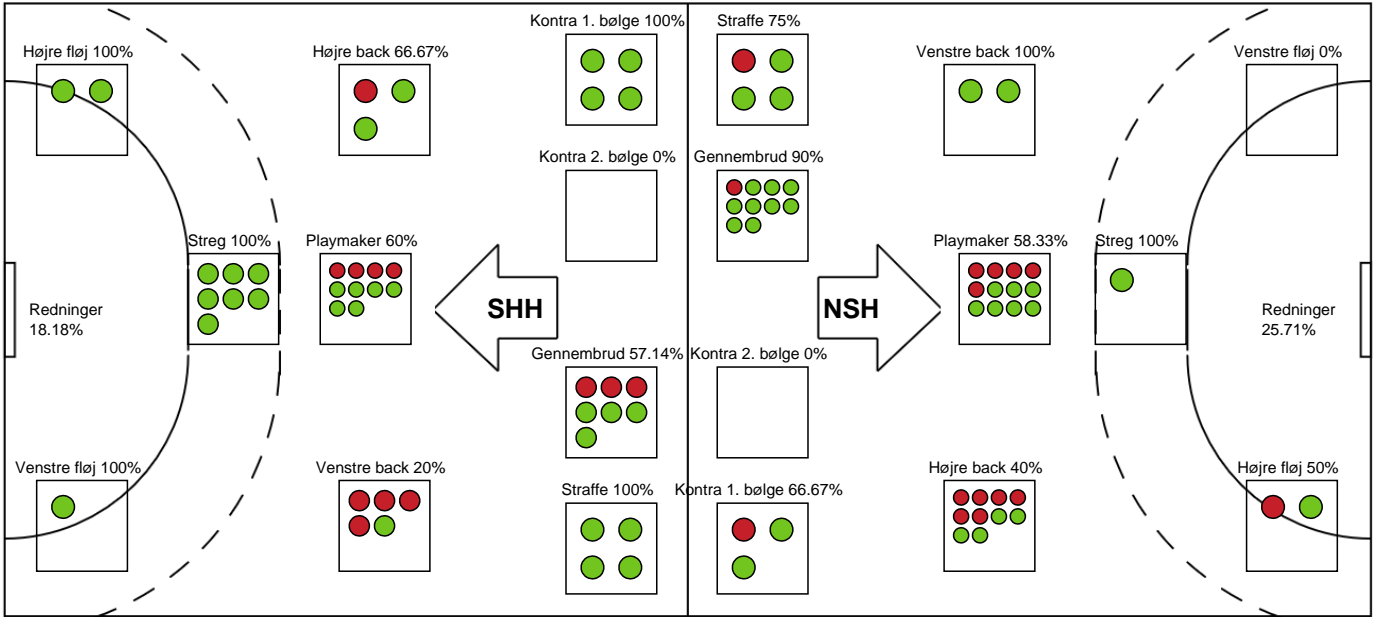 Kontra 1. bølge 100%
Straffe 75%
Højre fløj 100%
Højre back 66.67%
Venstre back 100%
Venstre fløj 0%
Kontra 2. bølge 0%
Gennembrud 90%
Streg 100%
Playmaker 60%
Playmaker 58.33%
Streg 100%
Redninger
18.18%
SHH
NSH
Redninger
25.71%
Gennembrud 57.14%
Kontra 2. bølge 0%
Venstre fløj 100%
Venstre back 20%
Højre back 40%
Højre fløj 50%
Straffe 100%
Kontra 1. bølge 66.67%